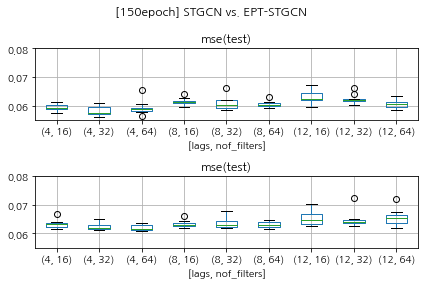 [150epoch] STGCN vs. EPT-STGCN
mse(test)
0.08
0.07
0.06
(4, 16) (4, 32) (4, 64) (8, 16) (8, 32) (8, 64) (12, 16) (12, 32) (12, 64)
[lags, nof_filters]
mse(test)
0.08
0.07
0.06
(4, 16) (4, 32) (4, 64) (8, 16) (8, 32) (8, 64) (12, 16) (12, 32) (12, 64)
[lags, nof_filters]